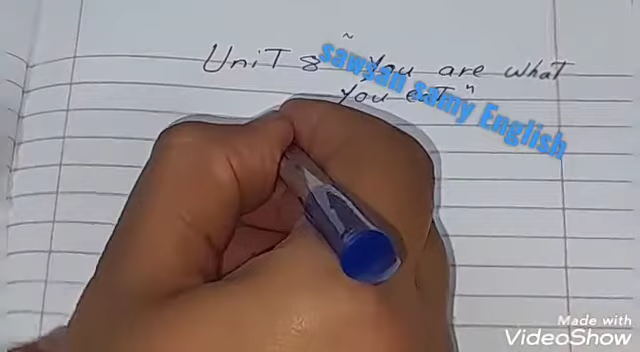 UniT 8 "You are what
You eat"
sawsan samy English
Made with
VideoShow